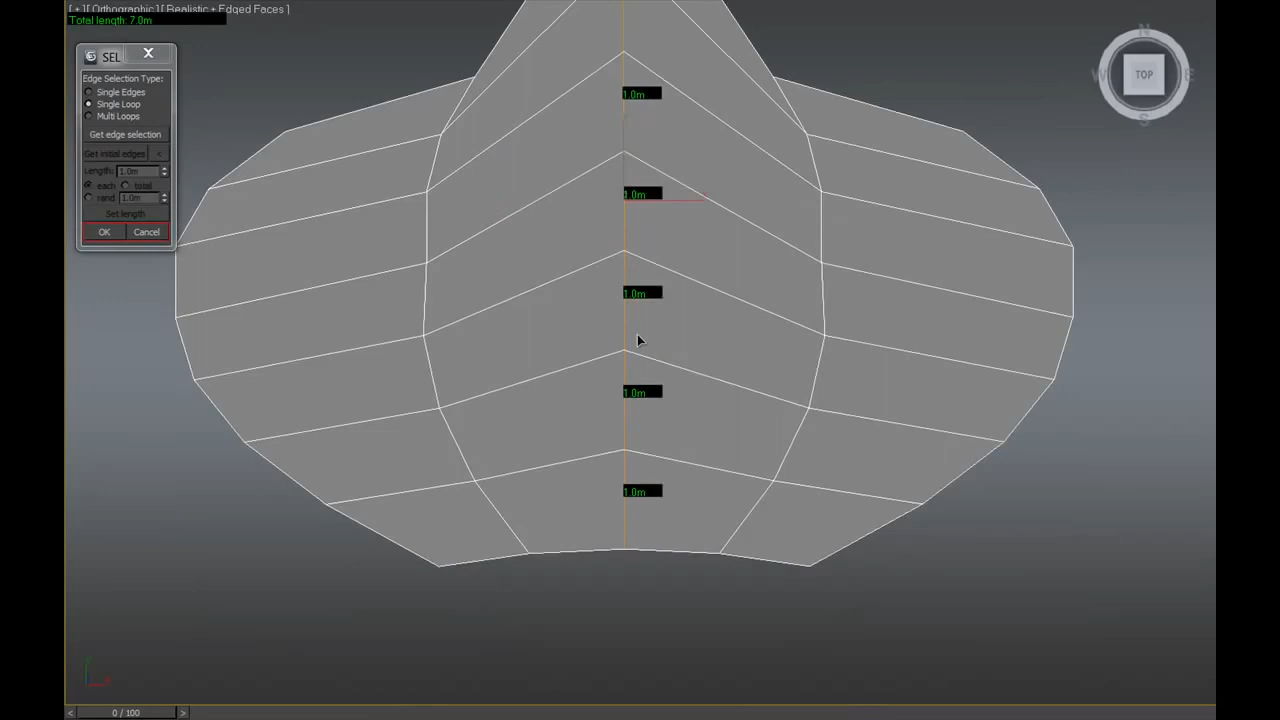 [ + ][ Orthographic ][ Realistic + Edged Faces ]
Total length: 7.0m
SEL X
Edge Selection Type:
Single Edges
Single Loop
Multi Loops
Get edge selection
Get initial edges <
Length: 1.0m
each total
rand 1.0m
Set length
OK Cancel
1.0m
1.0m
1.0m
1.0m
1.0m
N
W TOP E
S
< 0 / 100 >